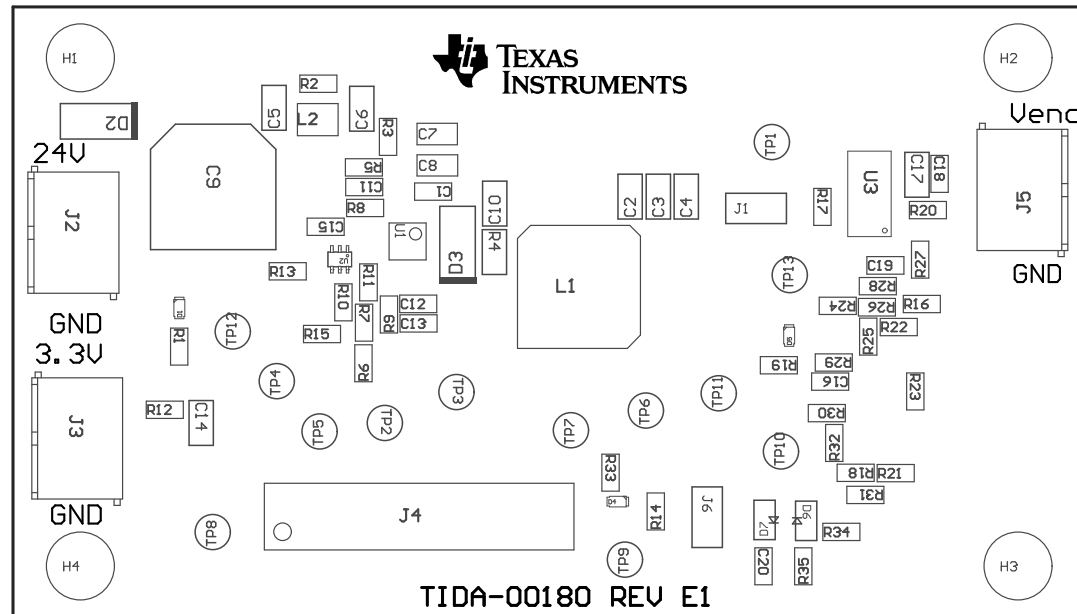 H1
H2
TEXAS
INSTRUMENTS
R2
C5
L2
C6
R3
C7
C8
D2
24V
C9
R5
C11
C1
R8
C15
C10
R4
U1
U2
D3
J2
GND
3.3V
R13
R11
R10
R7
R9
C12
C13
R15
R6
D1
R1
TP12
TP4
TP5
TP2
TP3
L1
C2
C3
C4
J1
TP1
R17
U3
C17
C18
R20
J5
GND
TP13
C19
R27
R28
R24
R26
R16
R25
R22
D5
R19
R29
C16
R23
R30
R32
R18
R21
R31
TP11
TP6
TP7
TP10
J3
R12
C14
GND
TP8
J4
R33
D4
R14
J6
D7
D6
R34
C20
R35
TP9
H4
H3
TIDA-00180 REV E1